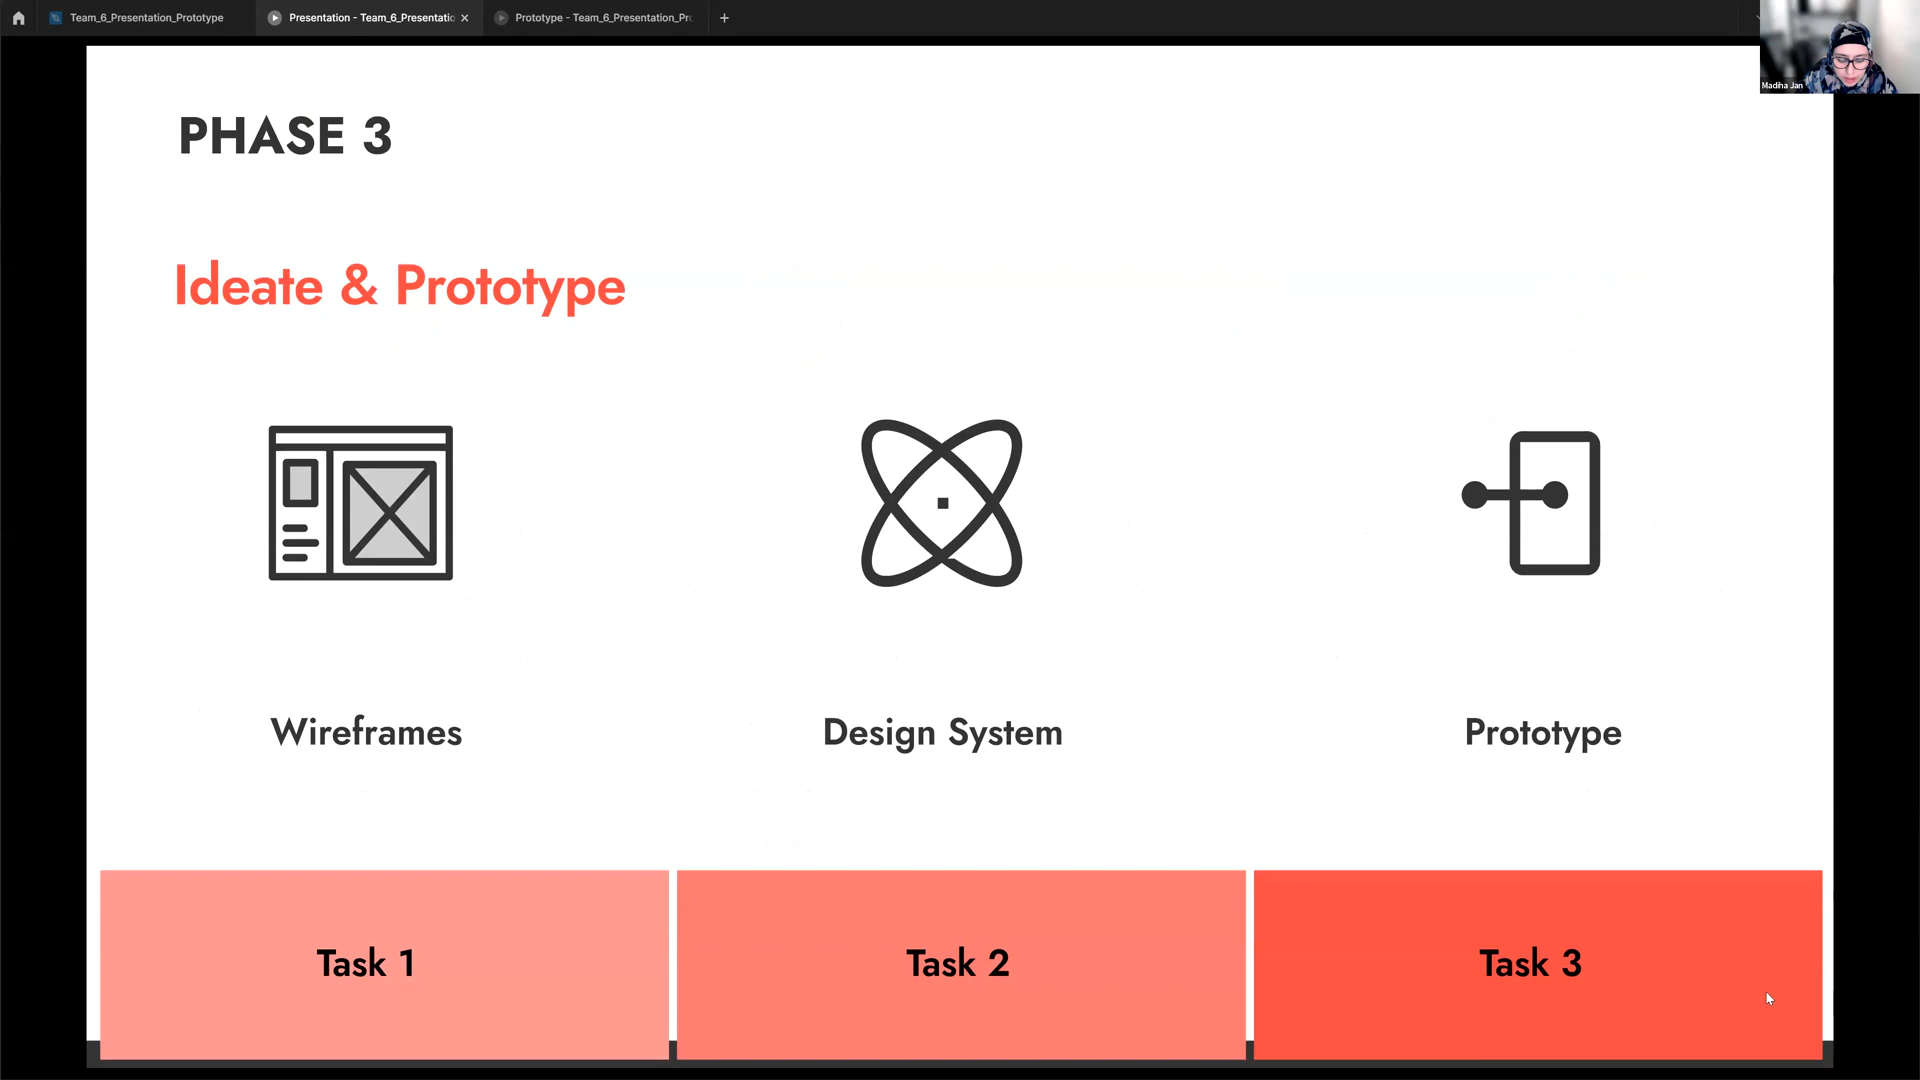 Team_6_Presentation_Prototype
Presentation - Team_6_Presentatio
Prototype - Team_6_Presentation_Pr
Madiha Jan
PHASE 3
Ideate & Prototype
Wireframes
Design System
Prototype
Task 1
Task 2
Task 3